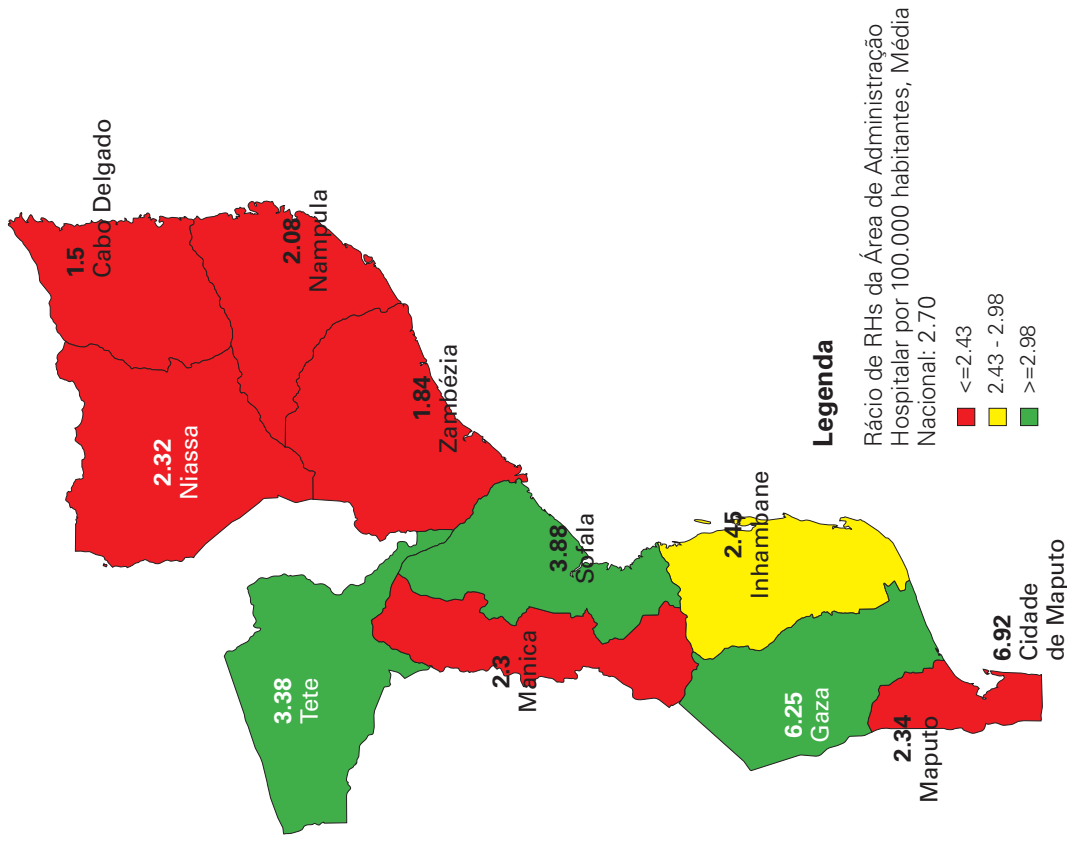 1.5
Cabo Delgado
2.32
Niassa
2.08
Nampula
1.84
Zambézia
3.38
Tete
3.88
Sofala
2.3
Manica
2.45
Inhambane
6.25
Gaza
2.34
Maputo
6.92
Cidade
de Maputo
Legenda
Rácio de RHs da Área de Administração
Hospitalar por 100.000 habitantes, Média
Nacional: 2.70
<=2.43
2.43 - 2.98
>=2.98